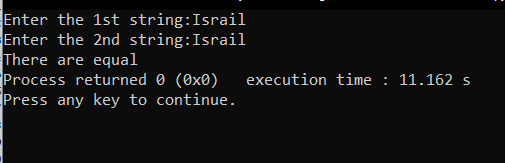 Enter the 1st string:Israil
Enter the 2nd string:Israil
There are equal
Process returned 0 (0x0)   execution time : 11.162 s
Press any key to continue.